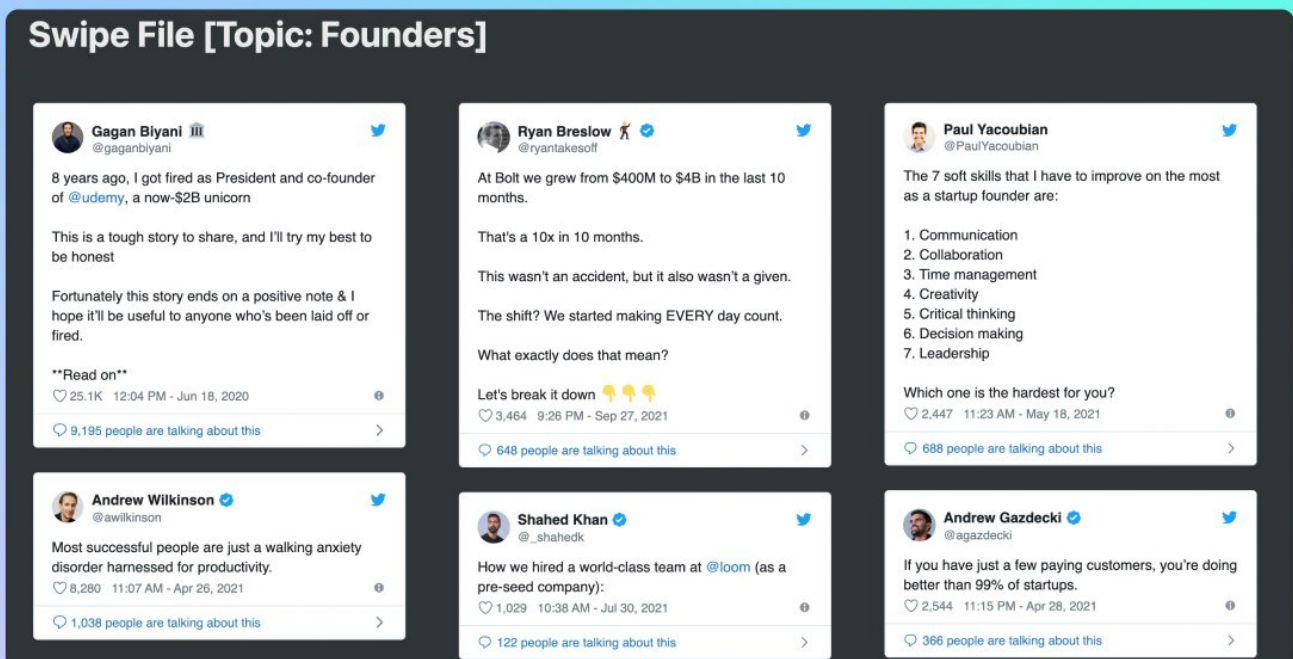 Swipe File [Topic: Founders]
Gagan Biyani 🏛
@gaganbiyani
8 years ago, I got fired as President and co-founder
of @udemy, a now-$2B unicorn
This is a tough story to share, and I'll try my best to
be honest
Fortunately this story ends on a positive note & I
hope it'll be useful to anyone who's been laid off or
fired.
**Read on**
25.1K 12:04 PM - Jun 18, 2020
9,195 people are talking about this
Andrew Wilkinson
@awilkinson
Most successful people are just a walking anxiety
disorder harnessed for productivity.
8,280 11:07 AM - Apr 26, 2021
1,038 people are talking about this
Ryan Breslow 🕺
@ryantakesoff
At Bolt we grew from $400M to $4B in the last 10
months.
That's a 10x in 10 months.
This wasn't an accident, but it also wasn't a given.
The shift? We started making EVERY day count.
What exactly does that mean?
Let's break it down 👇👇👇
3,464 9:26 PM - Sep 27, 2021
648 people are talking about this
Shahed Khan
@_shahedk
How we hired a world-class team at @loom (as a
pre-seed company):
1,029 10:38 AM - Jul 30, 2021
122 people are talking about this
Paul Yacoubian
@PaulYacoubian
The 7 soft skills that I have to improve on the most
as a startup founder are:
1. Communication
2. Collaboration
3. Time management
4. Creativity
5. Critical thinking
6. Decision making
7. Leadership
Which one is the hardest for you?
2,447 11:23 AM - May 18, 2021
688 people are talking about this
Andrew Gazdecki
@agazdecki
If you have just a few paying customers, you're doing
better than 99% of startups.
2,544 11:15 PM - Apr 28, 2021
366 people are talking about this